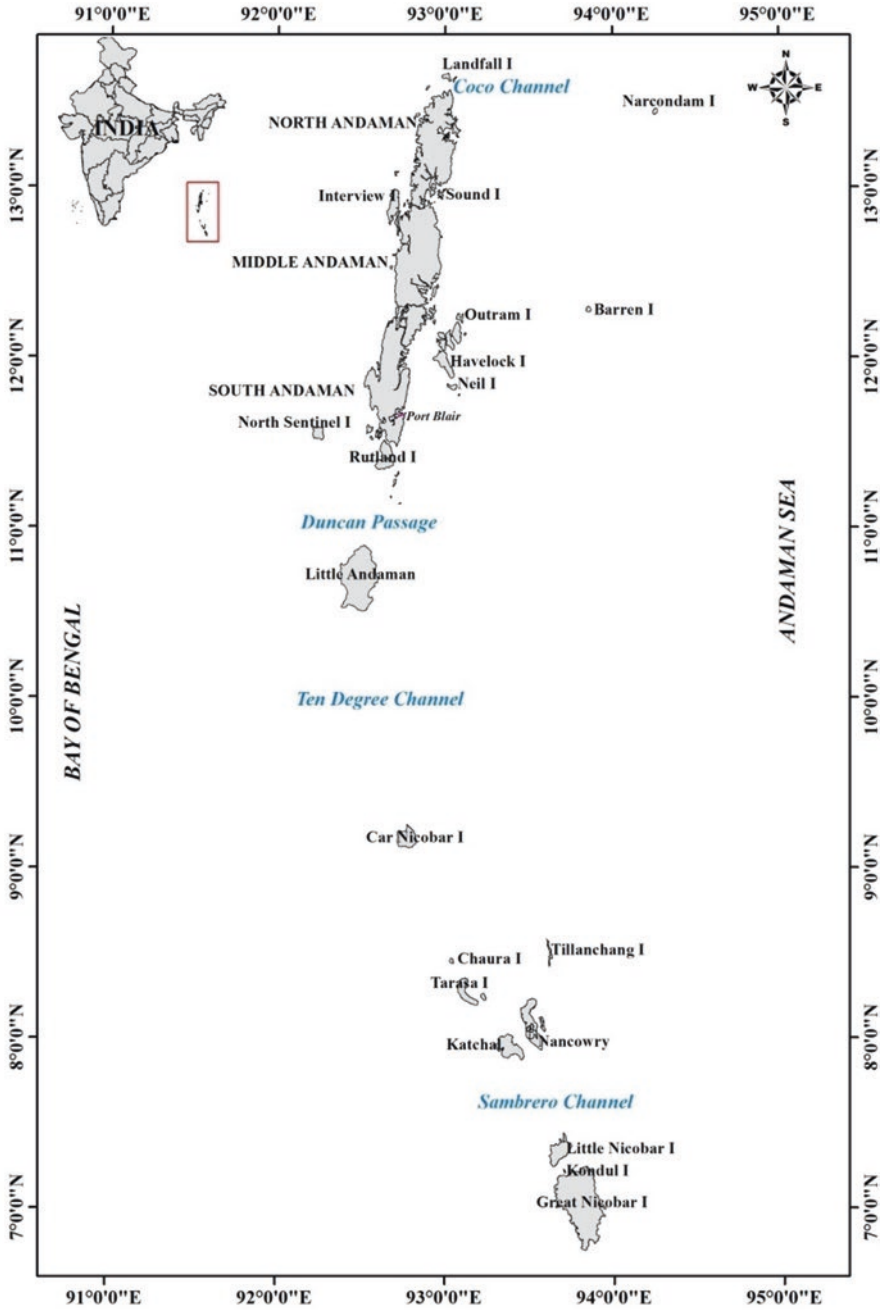 91°0'0"E 92°0'0"E 93°0'0"E 94°0'0"E 95°0'0"E
Landfall I
Coco Channel
N
W E
S
Narcondam I
INDIA
NORTH ANDAMAN
13°0'0"N 13°0'0"N
Interview I
Sound I
MIDDLE ANDAMAN
Outram I
Barren I
12°0'0"N 12°0'0"N
Havelock I
Neil I
SOUTH ANDAMAN
Port Blair
North Sentinel I
Rutland I
11°0'0"N 11°0'0"N
Duncan Passage
ANDAMAN SEA
Little Andaman
BAY OF BENGAL
10°0'0"N 10°0'0"N
Ten Degree Channel
Car Nicobar I
9°0'0"N 9°0'0"N
Tillanchang I
Chaura I
Tarasa I
8°0'0"N 8°0'0"N
Katchal
Nancowry
Sambrero Channel
Little Nicobar I
Kondul I
Great Nicobar I
7°0'0"N 7°0'0"N
91°0'0"E 92°0'0"E 93°0'0"E 94°0'0"E 95°0'0"E